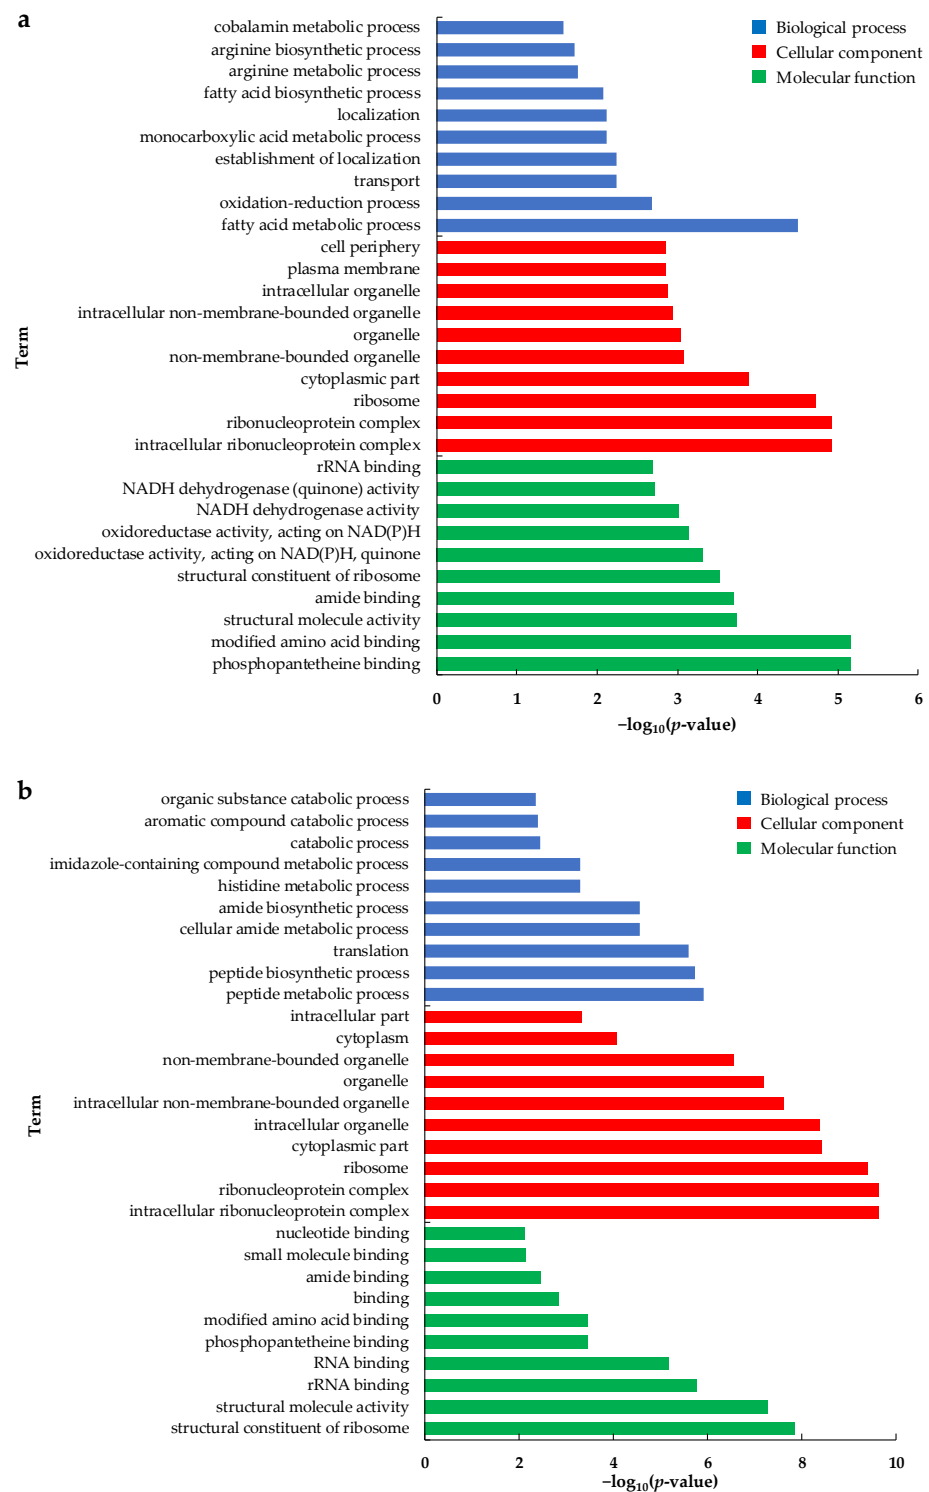 a
cobalamin metabolic process
arginine biosynthetic process
arginine metabolic process
fatty acid biosynthetic process
localization
monocarboxylic acid metabolic process
establishment of localization
transport
oxidation-reduction process
fatty acid metabolic process
cell periphery
plasma membrane
intracellular organelle
intracellular non-membrane-bounded organelle
organelle
non-membrane-bounded organelle
cytoplasmic part
ribosome
ribonucleoprotein complex
intracellular ribonucleoprotein complex
rRNA binding
NADH dehydrogenase (quinone) activity
NADH dehydrogenase activity
oxidoreductase activity, acting on NAD(P)H
oxidoreductase activity, acting on NAD(P)H, quinone
structural constituent of ribosome
amide binding
structural molecule activity
modified amino acid binding
phosphopantetheine binding
Term
Biological process
Cellular component
Molecular function
0 1 2 3 4 5 6
−log₁₀(p-value)
b
organic substance catabolic process
aromatic compound catabolic process
catabolic process
imidazole-containing compound metabolic process
histidine metabolic process
amide biosynthetic process
cellular amide metabolic process
translation
peptide biosynthetic process
peptide metabolic process
intracellular part
cytoplasm
non-membrane-bounded organelle
organelle
intracellular non-membrane-bounded organelle
intracellular organelle
cytoplasmic part
ribosome
ribonucleoprotein complex
intracellular ribonucleoprotein complex
nucleotide binding
small molecule binding
amide binding
binding
modified amino acid binding
phosphopantetheine binding
RNA binding
rRNA binding
structural molecule activity
structural constituent of ribosome
Term
Biological process
Cellular component
Molecular function
0 2 4 6 8 10
−log₁₀(p-value)